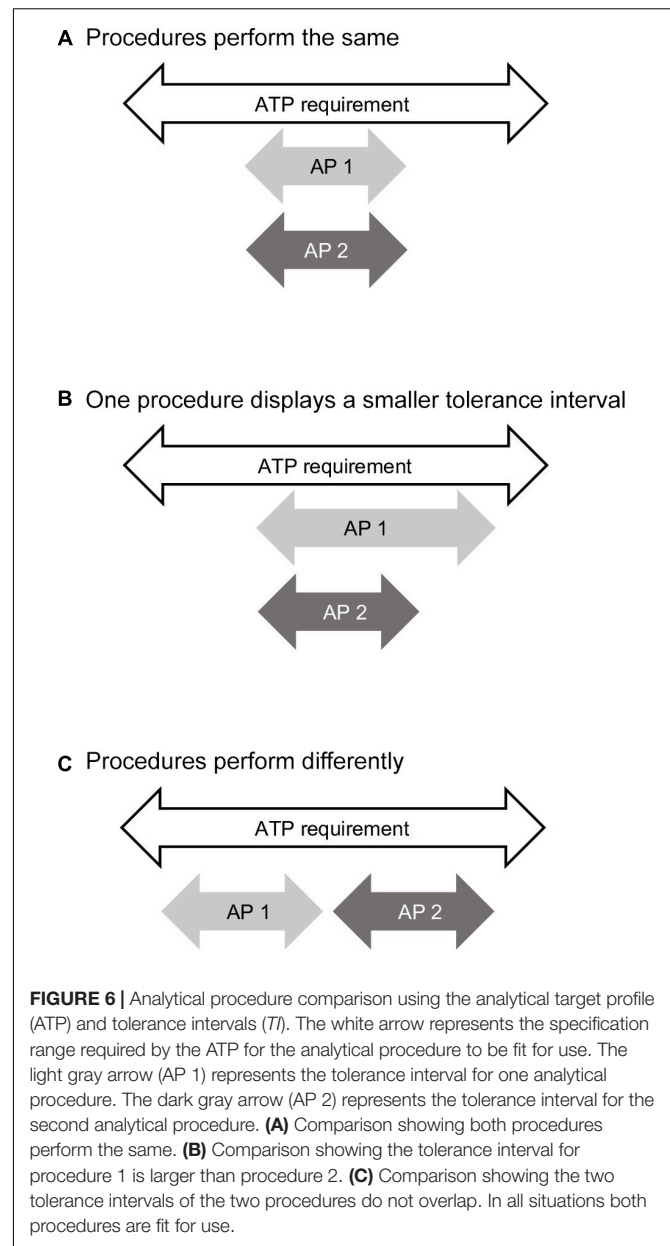 A Procedures perform the same
ATP requirement
AP 1
AP 2
B One procedure displays a smaller tolerance interval
ATP requirement
AP 1
AP 2
C Procedures perform differently
ATP requirement
AP 1 AP 2
FIGURE 6 | Analytical procedure comparison using the analytical target profile
(ATP) and tolerance intervals (TI). The white arrow represents the specification
range required by the ATP for the analytical procedure to be fit for use. The
light gray arrow (AP 1) represents the tolerance interval for one analytical
procedure. The dark gray arrow (AP 2) represents the tolerance interval for the
second analytical procedure. (A) Comparison showing both procedures
perform the same. (B) Comparison showing the tolerance interval for
procedure 1 is larger than procedure 2. (C) Comparison showing the two
tolerance intervals of the two procedures do not overlap. In all situations both
procedures are fit for use.